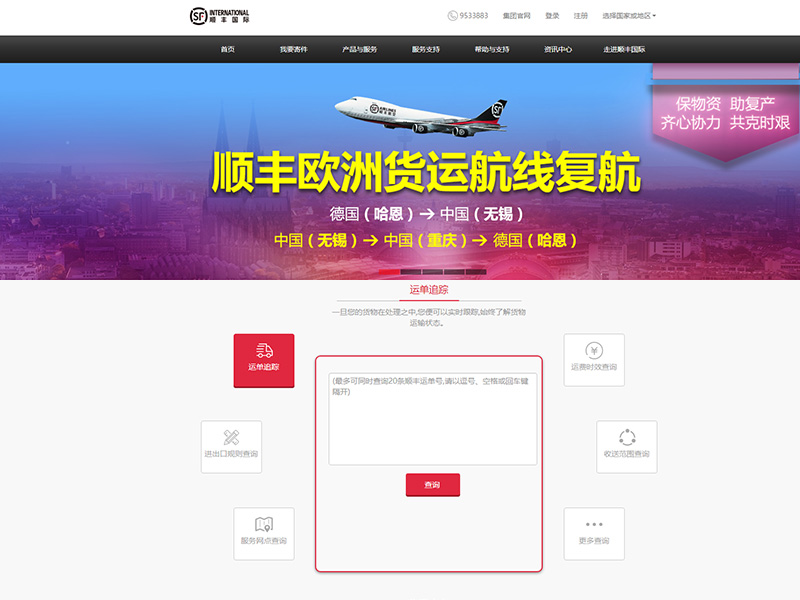 SF INTERNATIONAL
顺丰国际
9533883 集团官网 登录 注册 选择国家或地区
首页 我要寄件 产品与服务 服务支持 帮助与支持 资讯中心 走进顺丰国际
保物资 助复产
齐心协力 共克时艰
SF AIRLINES
顺丰欧洲货运航线复航
德国(哈恩)→中国(无锡)
中国(无锡)→中国(重庆)→德国(哈恩)
运单追踪
一旦您的货物在处理之中,您便可以实时跟踪,始终了解货物
运输状态。
运单追踪
运费时效查询
(最多可同时查询20条顺丰运单号,请以逗号、空格或回车键
隔开)
进出口规则查询
收送范围查询
查询
服务网点查询
更多查询